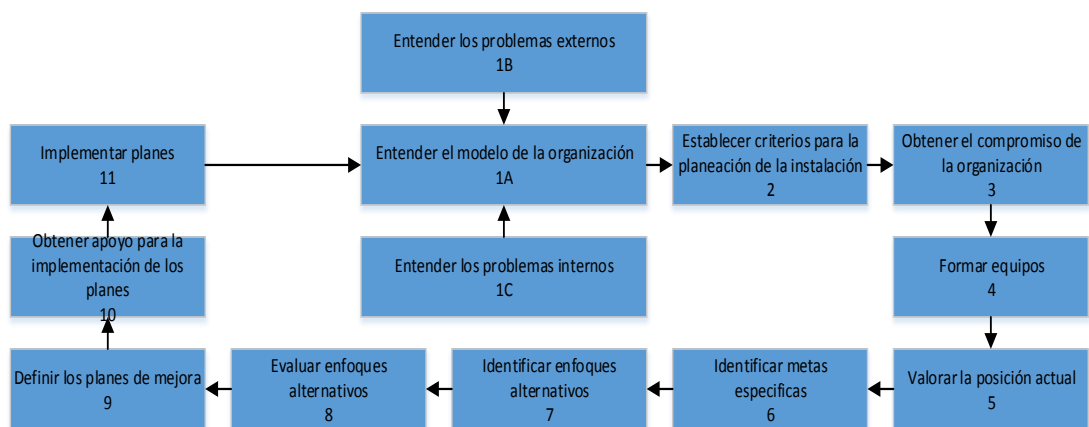 Entender los problemas externos
1B
Implementar planes
11
Entender el modelo de la organización
1A
Establecer criterios para la
planeación de la instalación
2
Obtener el compromiso de
la organización
3
Obtener apoyo para la
implementación de los
planes
10
Entender los problemas internos
1C
Formar equipos
4
Definir los planes de mejora
9
Evaluar enfoques
alternativos
8
Identificar enfoques
alternativos
7
Identificar metas
especificas
6
Valorar la posición actual
5